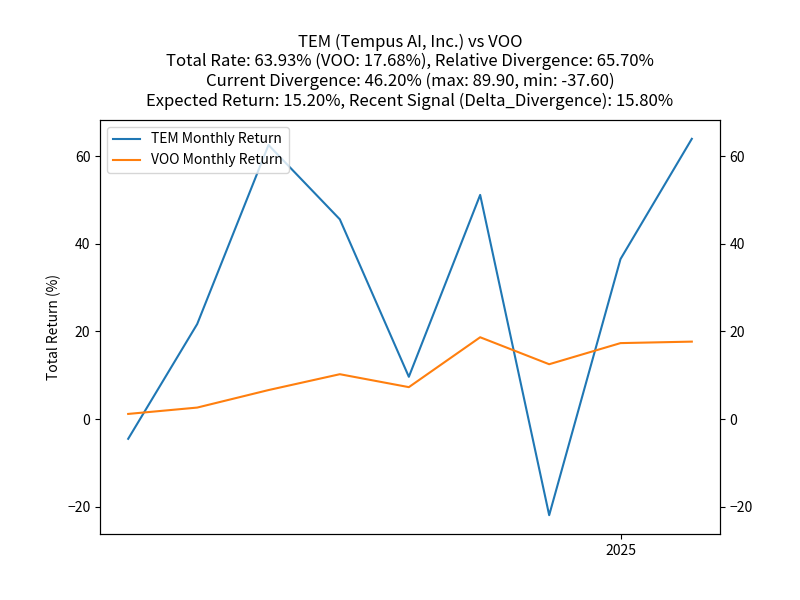 TEM (Tempus AI, Inc.) vs VOO
Total Rate: 63.93% (VOO: 17.68%), Relative Divergence: 65.70%
Current Divergence: 46.20% (max: 89.90, min: -37.60)
Expected Return: 15.20%, Recent Signal (Delta_Divergence): 15.80%
TEM Monthly Return
VOO Monthly Return
60
40
20
0
−20
Total Return (%)
60
40
20
0
−20
2025